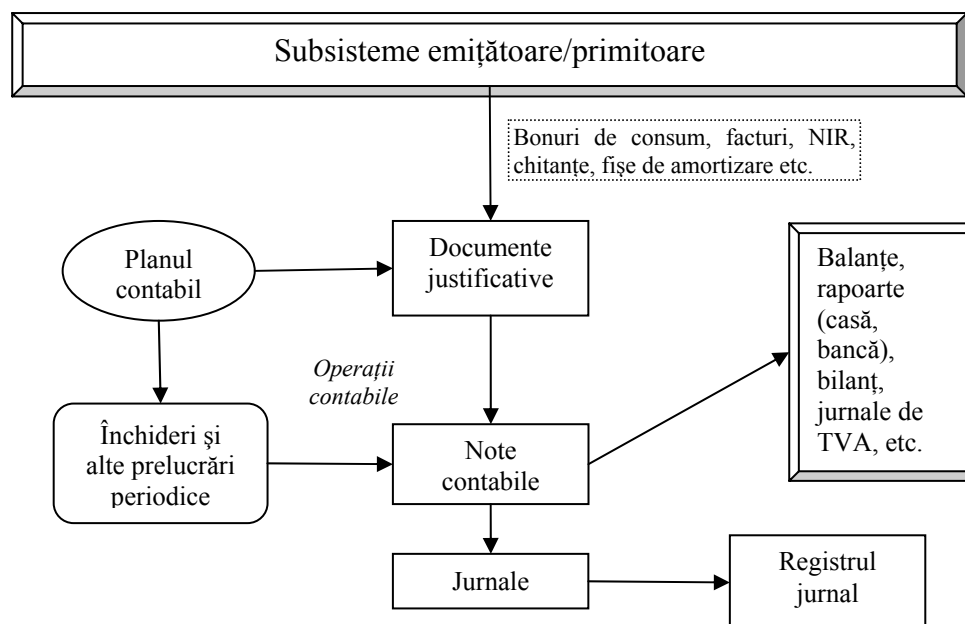 Subsisteme emițătoare/primitoare
Bonuri de consum, facturi, NIR,
chitanțe, fișe de amortizare etc.
Planul
contabil
Documente
justificative
Balanțe,
rapoarte
(casă,
bancă),
bilanț,
jurnale de
TVA, etc.
Operații
contabile
Închideri şi
alte prelucrări
periodice
Note
contabile
Jurnale
Registrul
jurnal